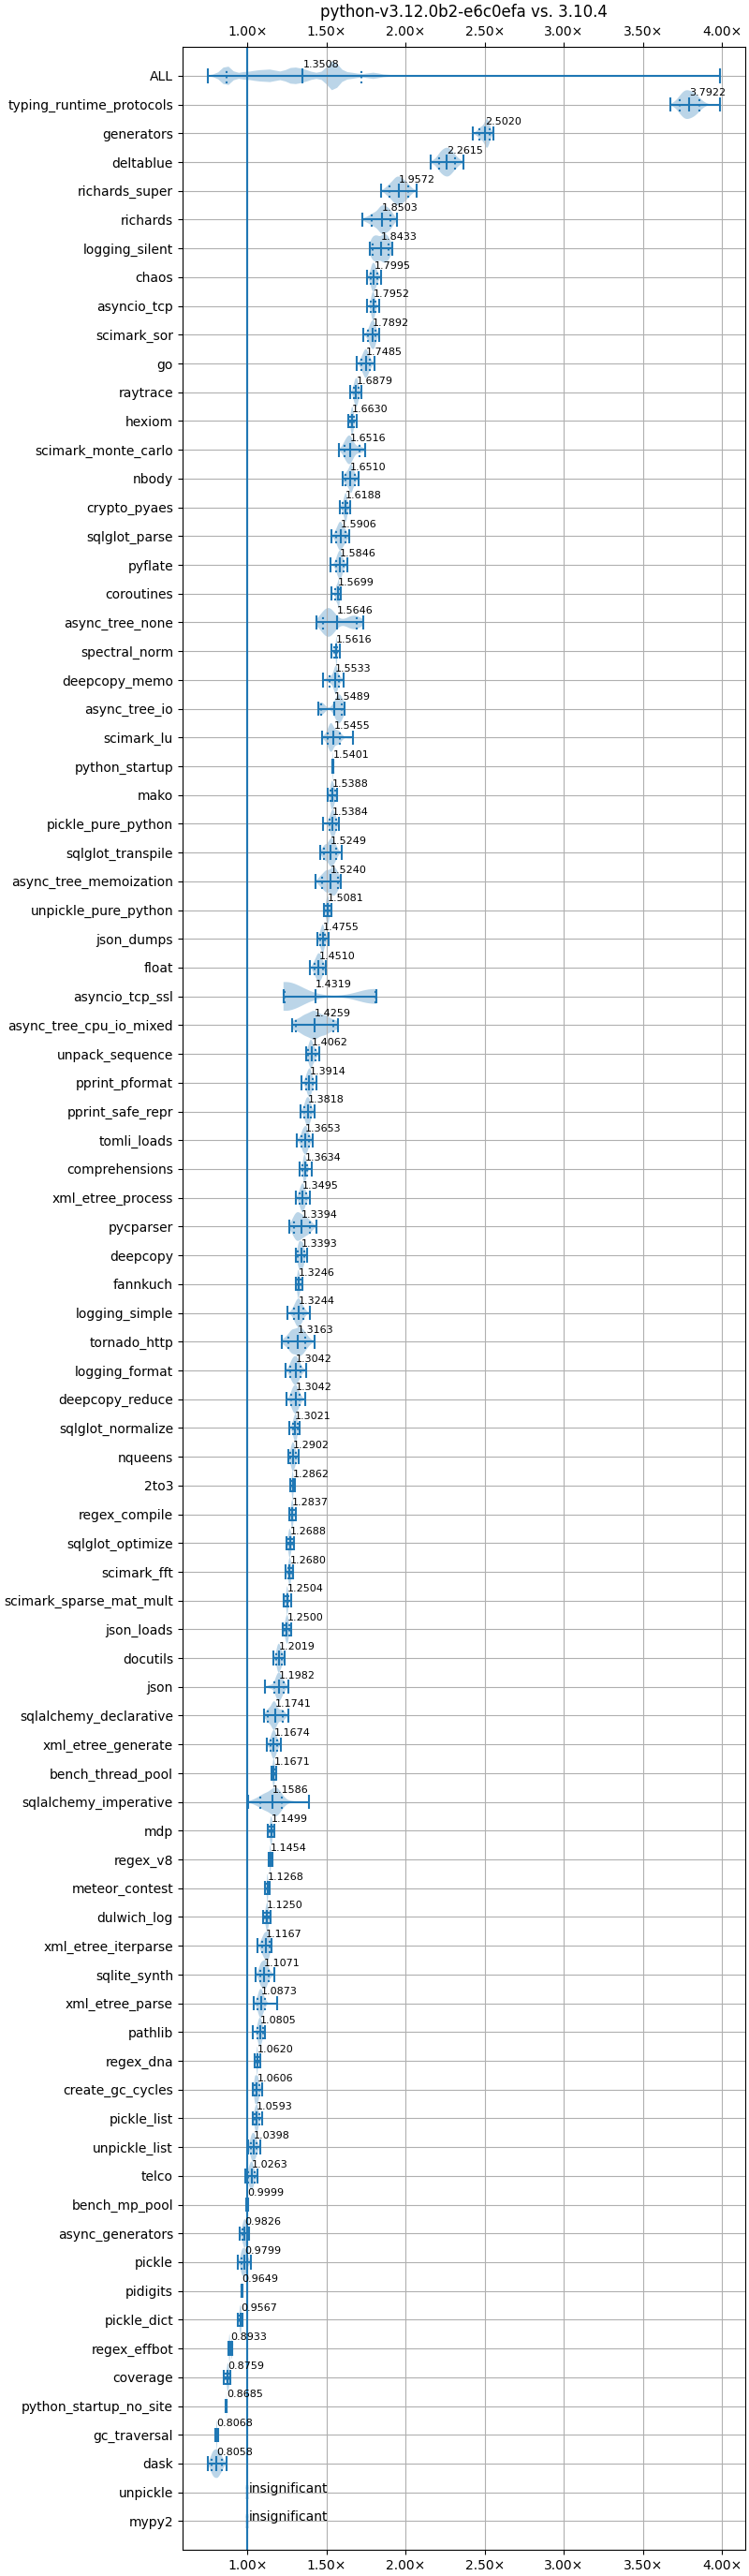 python-v3.12.0b2-e6c0efa vs. 3.10.4
1.00× 1.50× 2.00× 2.50× 3.00× 3.50× 4.00×
ALL 1.3508
typing_runtime_protocols 3.7922
generators 2.5020
deltablue 2.2615
richards_super 1.9572
richards 1.8503
logging_silent 1.8433
chaos 1.7995
asyncio_tcp 1.7952
scimark_sor 1.7892
go 1.7485
raytrace 1.6879
hexiom 1.6630
scimark_monte_carlo 1.6516
nbody 1.6510
crypto_pyaes 1.6188
sqlglot_parse 1.5906
pyflate 1.5846
coroutines 1.5699
async_tree_none 1.5646
spectral_norm 1.5616
deepcopy_memo 1.5533
async_tree_io 1.5489
scimark_lu 1.5455
python_startup 1.5401
mako 1.5388
pickle_pure_python 1.5384
sqlglot_transpile 1.5249
async_tree_memoization 1.5240
unpickle_pure_python 1.5081
json_dumps 1.4755
float 1.4510
asyncio_tcp_ssl 1.4319
async_tree_cpu_io_mixed 1.4259
unpack_sequence 1.4062
pprint_pformat 1.3914
pprint_safe_repr 1.3818
tomli_loads 1.3653
comprehensions 1.3634
xml_etree_process 1.3495
pycparser 1.3394
deepcopy 1.3393
fannkuch 1.3246
logging_simple 1.3244
tornado_http 1.3163
logging_format 1.3042
deepcopy_reduce 1.3042
sqlglot_normalize 1.3021
nqueens 1.2902
2to3 1.2862
regex_compile 1.2837
sqlglot_optimize 1.2688
scimark_fft 1.2680
scimark_sparse_mat_mult 1.2504
json_loads 1.2500
docutils 1.2019
json 1.1982
sqlalchemy_declarative 1.1741
xml_etree_generate 1.1674
bench_thread_pool 1.1671
sqlalchemy_imperative 1.1586
mdp 1.1499
regex_v8 1.1454
meteor_contest 1.1268
dulwich_log 1.1250
xml_etree_iterparse 1.1167
sqlite_synth 1.1071
xml_etree_parse 1.0873
pathlib 1.0805
regex_dna 1.0620
create_gc_cycles 1.0606
pickle_list 1.0593
unpickle_list 1.0398
telco 1.0263
bench_mp_pool 0.9999
async_generators 0.9826
pickle 0.9799
pidigits 0.9649
pickle_dict 0.9567
regex_effbot 0.8933
coverage 0.8759
python_startup_no_site 0.8685
gc_traversal 0.8068
dask 0.8058
unpickle insignificant
mypy2 insignificant
1.00× 1.50× 2.00× 2.50× 3.00× 3.50× 4.00×